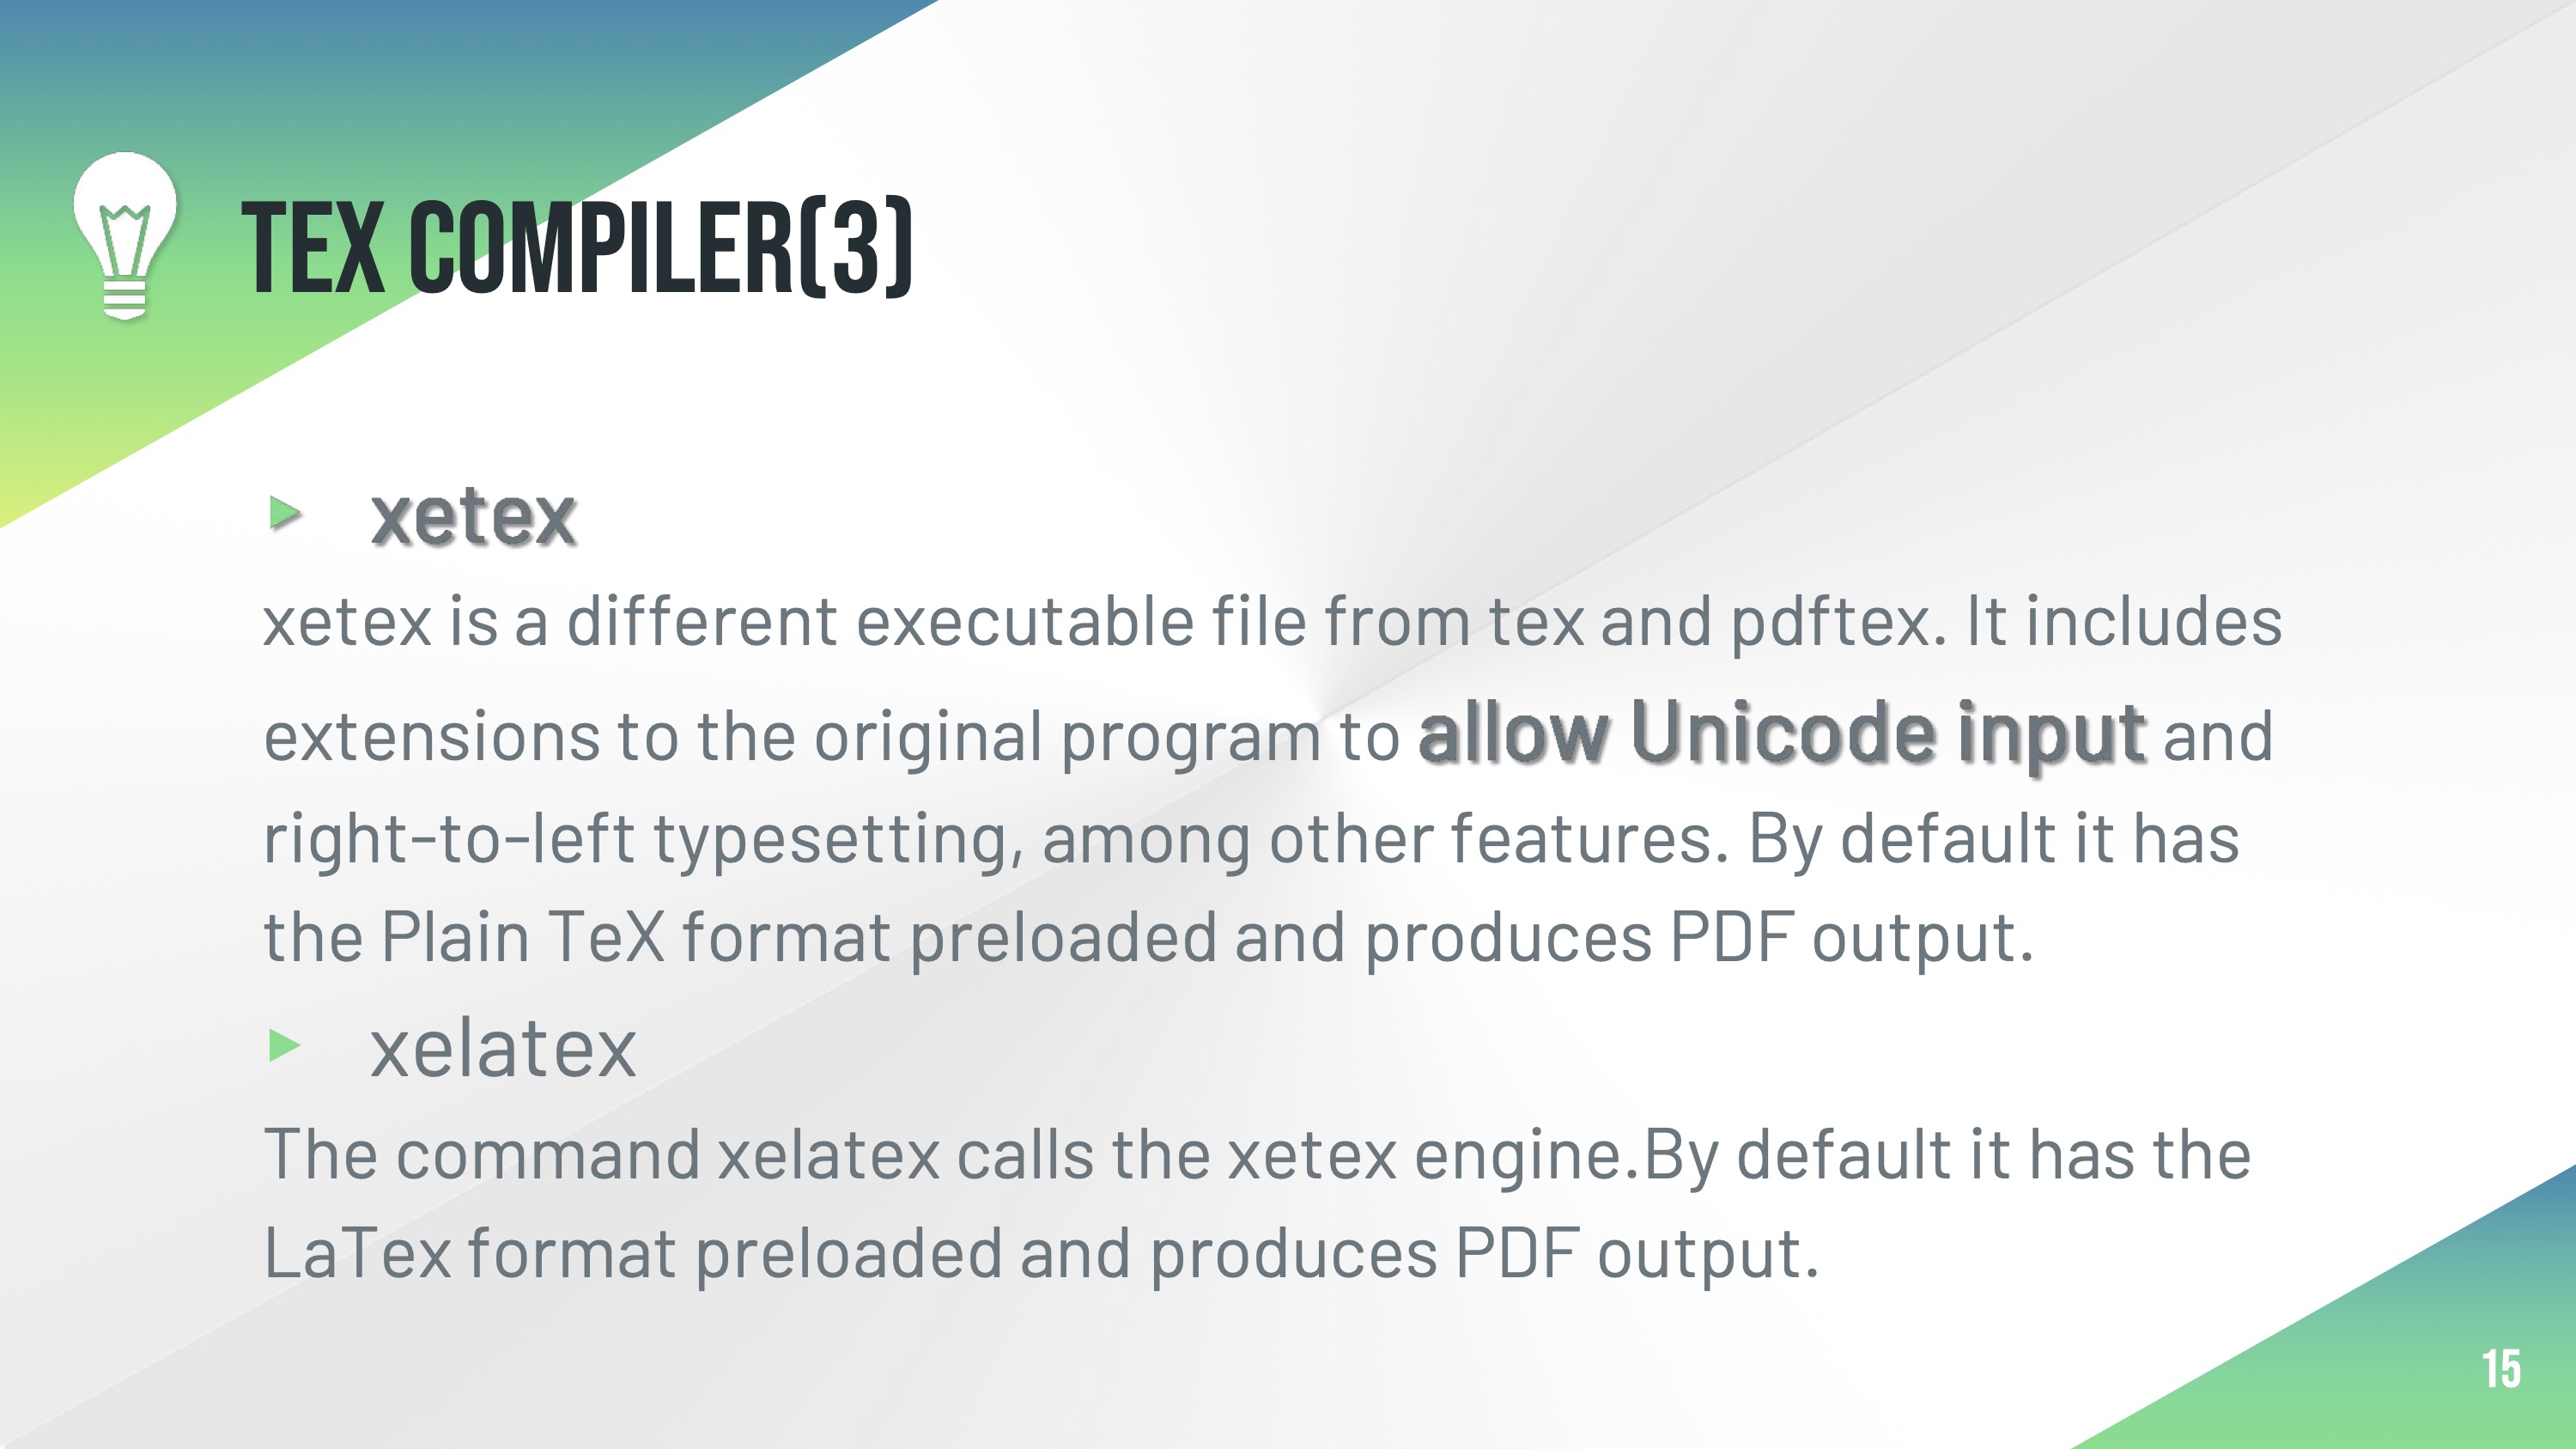 TEX COMPILER(3)
xetex
xetex is a different executable file from tex and pdftex. It includes
extensions to the original program to allow Unicode input and
right-to-left typesetting, among other features. By default it has
the Plain TeX format preloaded and produces PDF output.
xelatex
The command xelatex calls the xetex engine.By default it has the
LaTex format preloaded and produces PDF output.
15